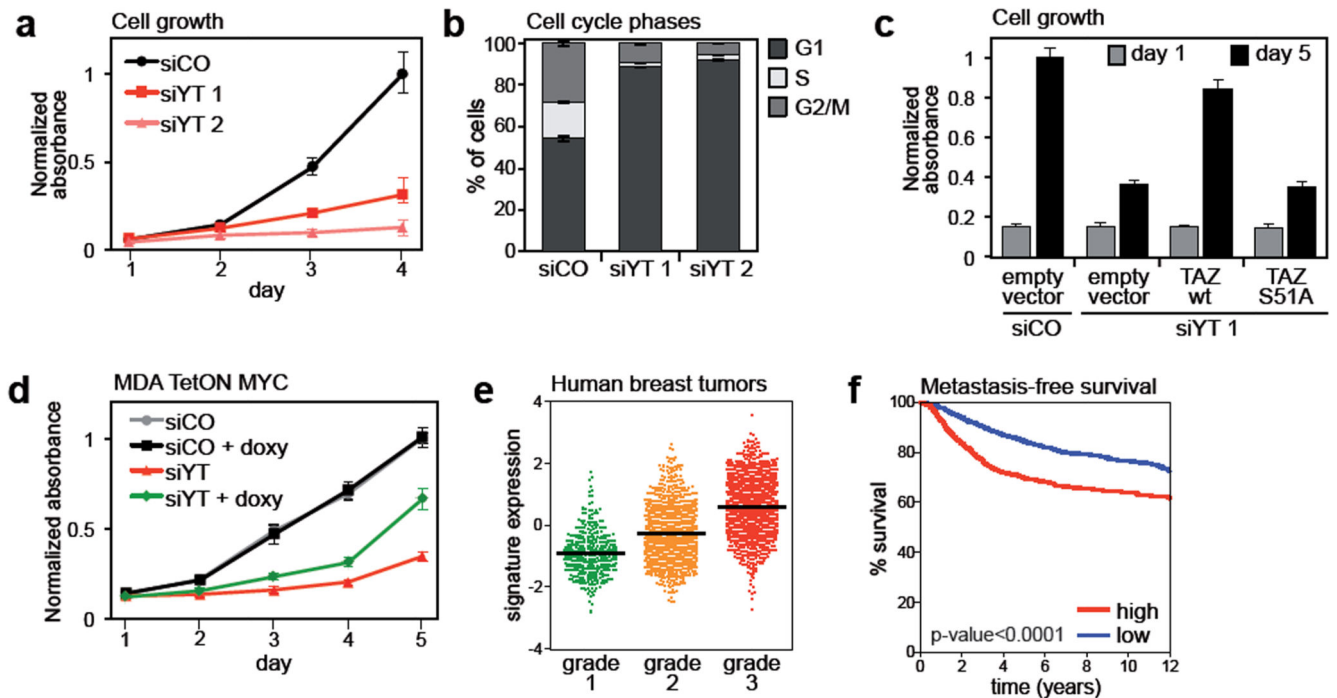 a
Cell growth
Normalized
absorbance
1
0.5
0
siCO
siYT 1
siYT 2
1
2
3
4
day
b
Cell cycle phases
% of cells
100
80
60
40
20
0
G1
S
G2/M
siCO
siYT 1
siYT 2
c
Cell growth
day 1
day 5
Normalized
absorbance
1
0.8
0.6
0.4
0.2
0
empty
vector
empty
vector
TAZ
wt
TAZ
S51A
siCO
siYT 1
d
MDA TetON MYC
Normalized absorbance
1
0.5
0
siCO
siCO + doxy
siYT
siYT + doxy
1
2
3
4
5
day
e
Human breast tumors
signature expression
4
2
0
-2
-4
grade
1
grade
2
grade
3
f
Metastasis-free survival
% survival
100
80
60
40
20
0
p-value<0.0001
high
low
0
2
4
6
8
10
12
time (years)